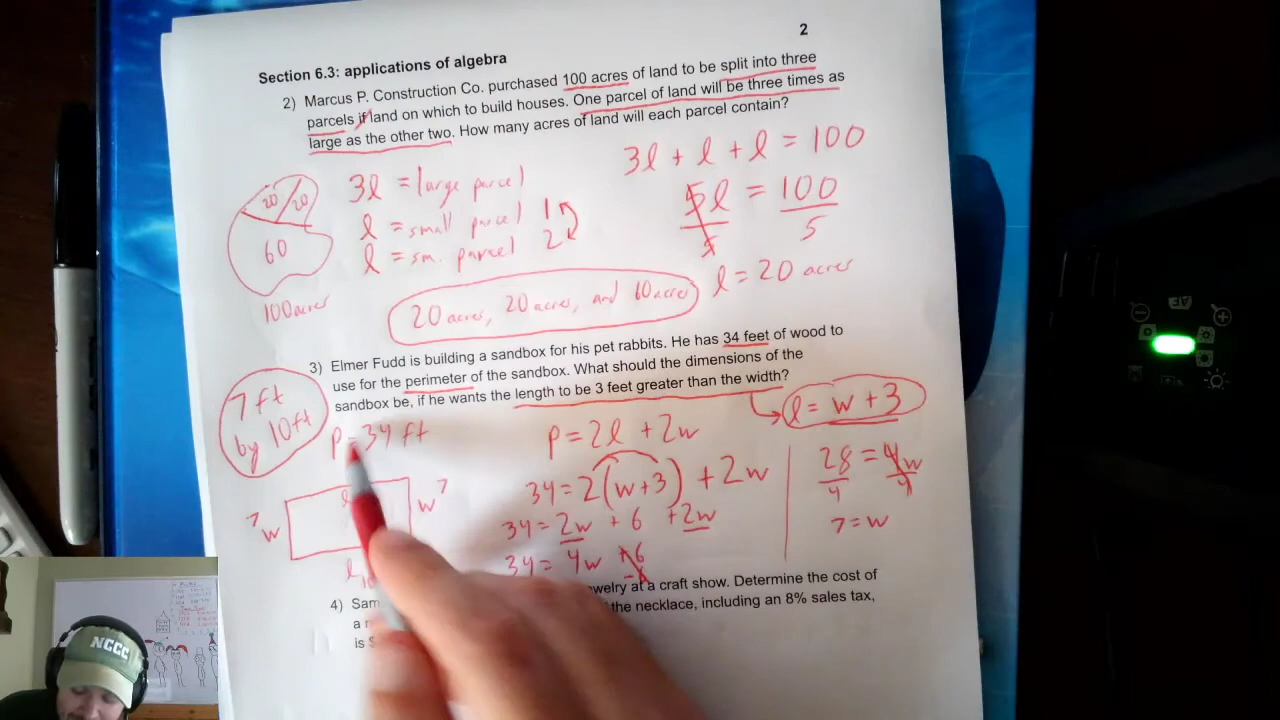 2
Section 6.3: applications of algebra
2) Marcus P. Construction Co. purchased 100 acres of land to be split into three
parcels if land on which to build houses. One parcel of land will be three times as
large as the other two. How many acres of land will each parcel contain?
3l + l + l = 100
3l = large parcel
l = small parcel 1
l = sm. parcel 2
5l = 100
5 5
l = 20 acres
20 20
60
100 acres
20 acres, 20 acres, and 60 acres
3) Elmer Fudd is building a sandbox for his pet rabbits. He has 34 feet of wood to
use for the perimeter of the sandbox. What should the dimensions of the
sandbox be, if he wants the length to be 3 feet greater than the width?
l = w + 3
7 ft
by 10 ft
P = 34 ft
P = 2l + 2w
34 = 2(w+3) + 2w
34 = 2w + 6 + 2w
34 = 4w + 6
-6
28 = 4w
4 4
7 = w
7
w
w 7
l
l
4) Sam
welry at a craft show. Determine the cost of
the necklace, including an 8% sales tax,
is $
NCCC
AF